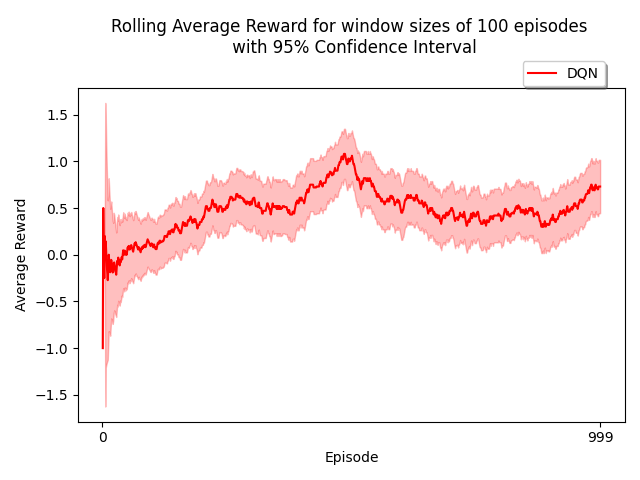 Rolling Average Reward for window sizes of 100 episodes
with 95% Confidence Interval
DQN
Average Reward
1.5
1.0
0.5
0.0
−0.5
−1.0
−1.5
0
999
Episode